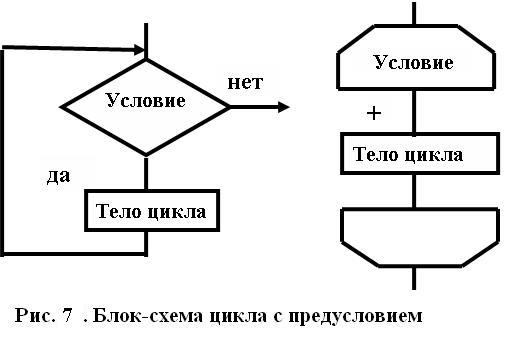 Условие
нет
да
Тело цикла
Условие
+
Тело цикла
Рис. 7 . Блок-схема цикла с предусловием